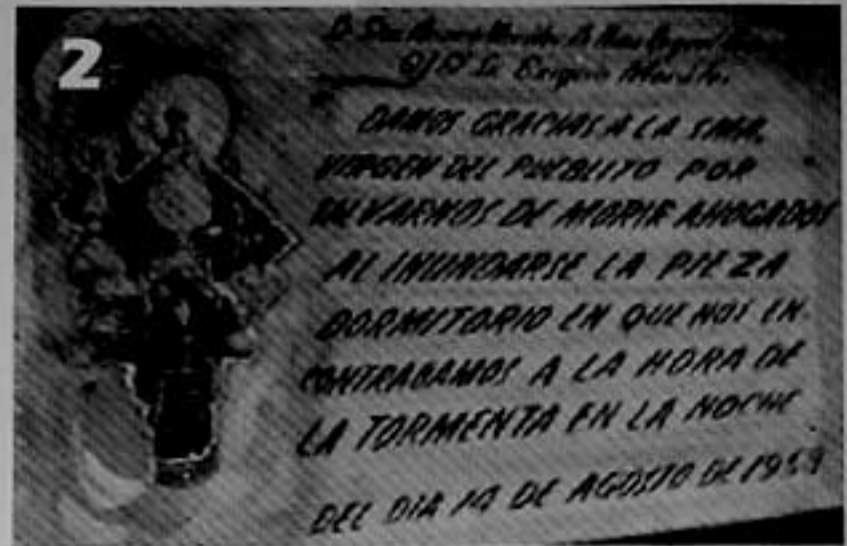 2
DAMOS GRACIAS A LA SMA.
VIRGEN DEL PUEBLITO POR
SALVARNOS DE MORIR AHOGADOS
AL INUNDARSE LA PIEZA
DORMITORIO EN QUE NOS EN-
CONTRABAMOS A LA HORA DE
LA TORMENTA EN LA NOCHE
DEL DIA 14 DE AGOSTO DE